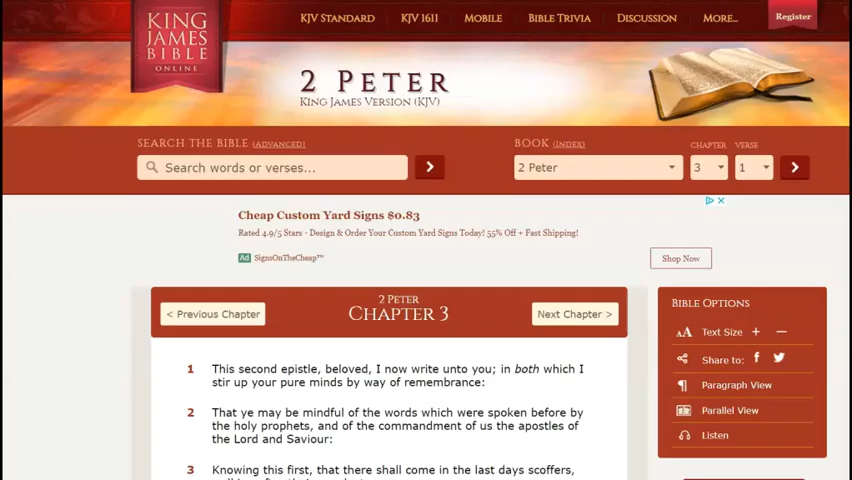 KING
JAMES
BIBLE
ONLINE
KJV STANDARD
KJV 1611
MOBILE
BIBLE TRIVIA
DISCUSSION
MORE...
Register
2 PETER
KING JAMES VERSION (KJV)
SEARCH THE BIBLE (ADVANCED)
BOOK (INDEX)
CHAPTER
VERSE
Search words or verses...
2 Peter
3
1
Cheap Custom Yard Signs $0.83
Rated 4.9/5 Stars - Design & Order Your Custom Yard Signs Today! 55% Off + Fast Shipping!
Ad SignsOnTheCheap™
Shop Now
< Previous Chapter
2 PETER
CHAPTER 3
Next Chapter >
1 This second epistle, beloved, I now write unto you; in both which I
stir up your pure minds by way of remembrance:
2 That ye may be mindful of the words which were spoken before by
the holy prophets, and of the commandment of us the apostles of
the Lord and Saviour:
3 Knowing this first, that there shall come in the last days scoffers,
BIBLE OPTIONS
AA Text Size + −
Share to:
Paragraph View
Parallel View
Listen